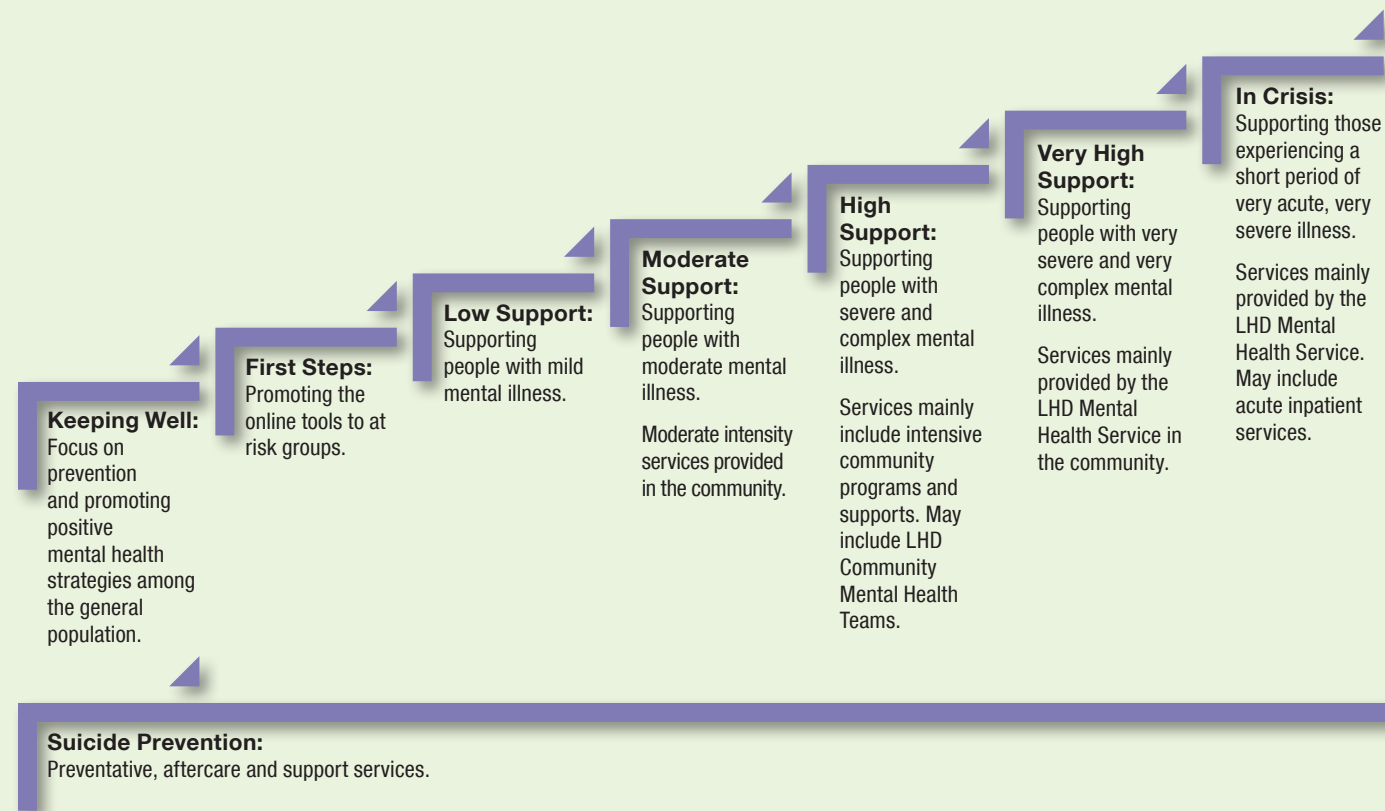 Keeping Well:
Focus on
prevention
and promoting
positive
mental health
strategies among
the general
population.
First Steps:
Promoting the
online tools to at
risk groups.
Low Support:
Supporting
people with mild
mental illness.
Moderate
Support:
Supporting
people with
moderate mental
illness.
Moderate intensity
services provided
in the community.
High
Support:
Supporting
people with
severe and
complex mental
illness.
Services mainly
include intensive
community
programs and
supports. May
include LHD
Community
Mental Health
Teams.
Very High
Support:
Supporting
people with very
severe and very
complex mental
illness.
Services mainly
provided by the
LHD Mental
Health Service in
the community.
In Crisis:
Supporting those
experiencing a
short period of
very acute, very
severe illness.
Services mainly
provided by the
LHD Mental
Health Service.
May include
acute inpatient
services.
Suicide Prevention:
Preventative, aftercare and support services.